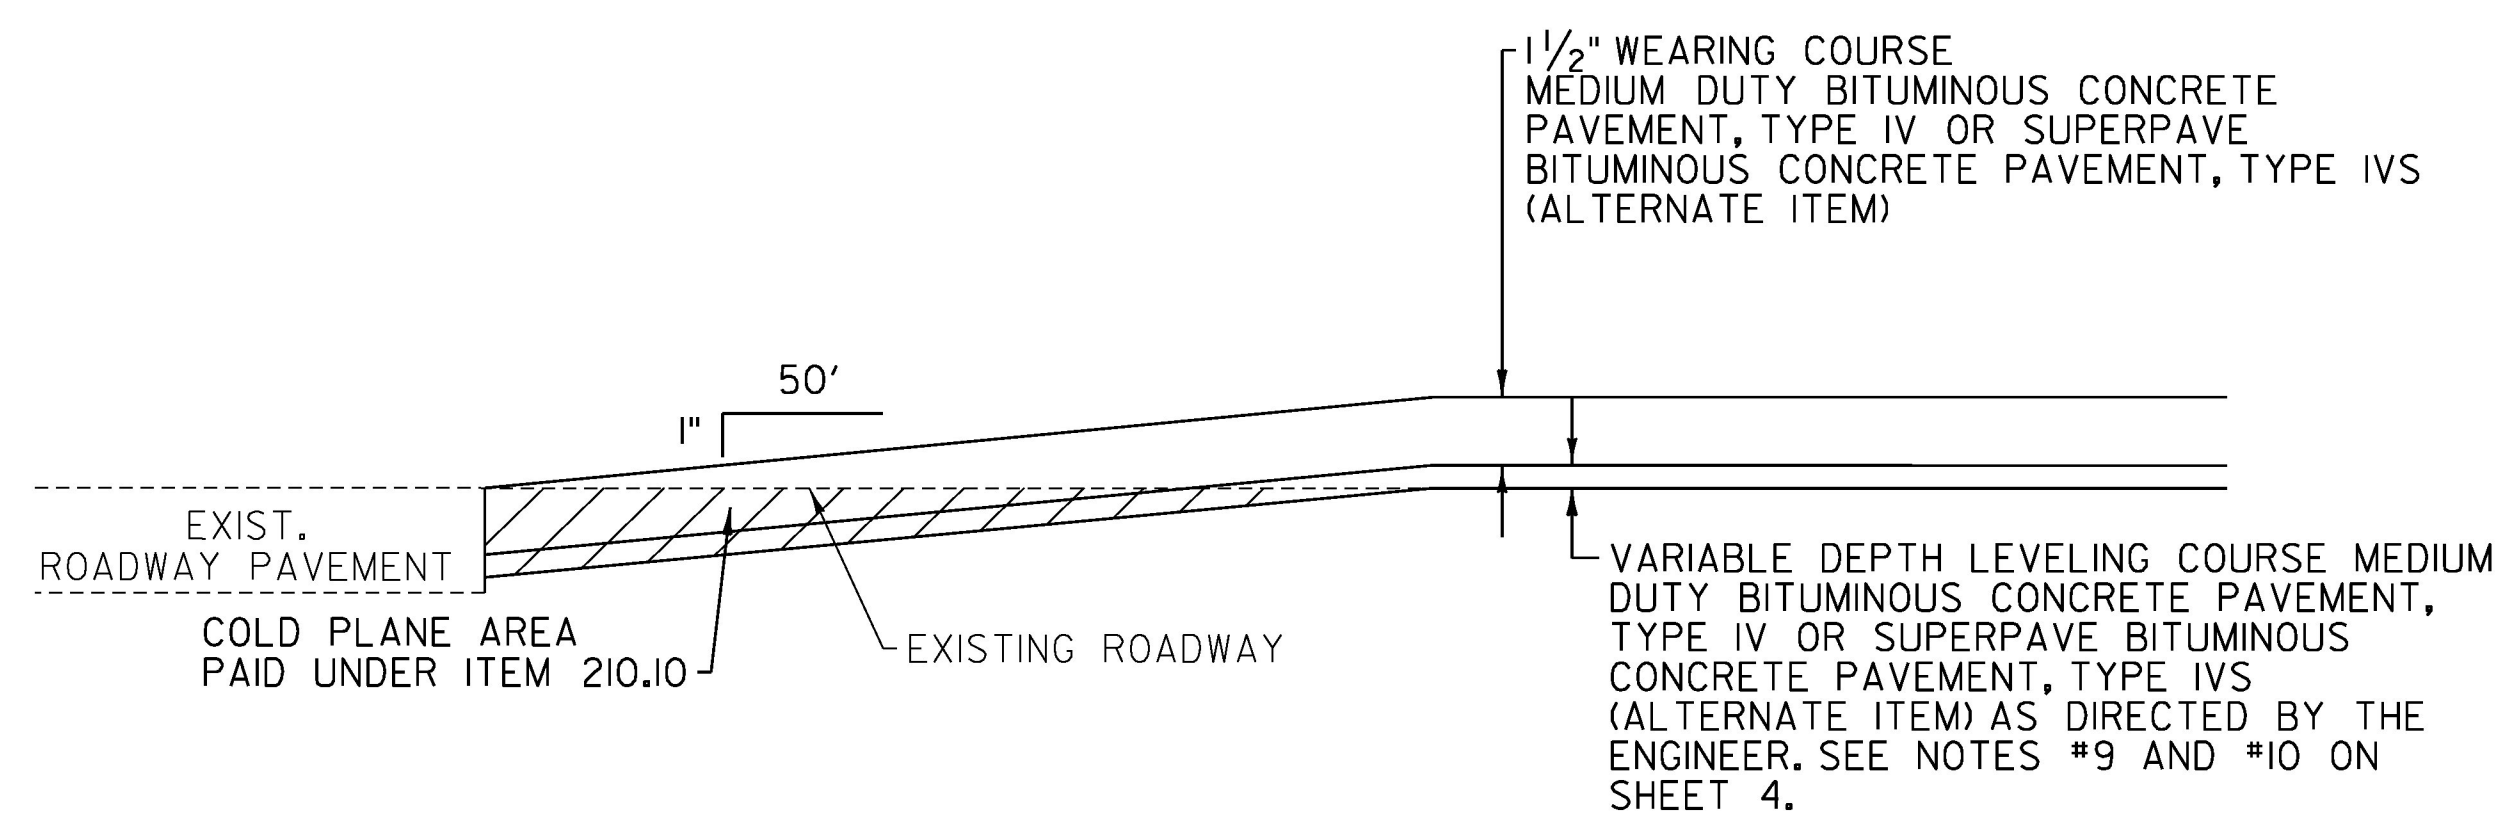 1 1/2" WEARING COURSE
MEDIUM DUTY BITUMINOUS CONCRETE
PAVEMENT, TYPE IV OR SUPERPAVE
BITUMINOUS CONCRETE PAVEMENT, TYPE IVS
(ALTERNATE ITEM)
50'
1"
EXIST.
ROADWAY PAVEMENT
COLD PLANE AREA
PAID UNDER ITEM 210.10
EXISTING ROADWAY
VARIABLE DEPTH LEVELING COURSE MEDIUM
DUTY BITUMINOUS CONCRETE PAVEMENT,
TYPE IV OR SUPERPAVE BITUMINOUS
CONCRETE PAVEMENT, TYPE IVS
(ALTERNATE ITEM) AS DIRECTED BY THE
ENGINEER. SEE NOTES #9 AND #10 ON
SHEET 4.